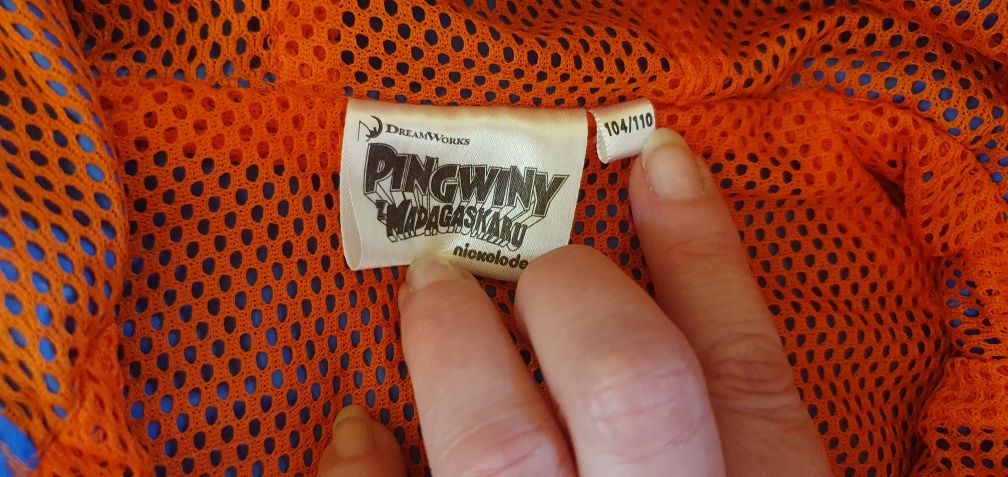 DREAMWORKS
PINGWINY
Z MADAGASKARU
nickelode
104/110